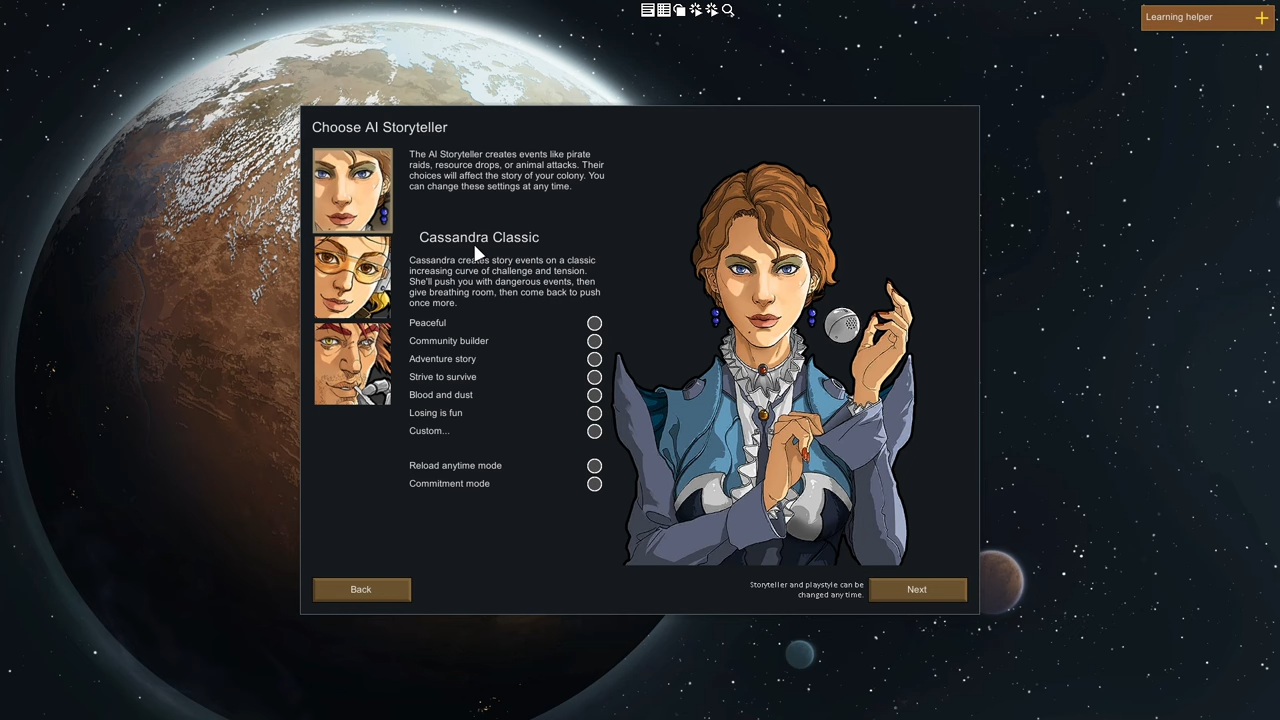 Learning helper
Choose AI Storyteller
The AI Storyteller creates events like pirate
raids, resource drops, or animal attacks. Their
choices will affect the story of your colony. You
can change these settings at any time.
Cassandra Classic
Cassandra creates story events on a classic
increasing curve of challenge and tension.
She'll push you with dangerous events, then
give breathing room, then come back to push
once more.
Peaceful
Community builder
Adventure story
Strive to survive
Blood and dust
Losing is fun
Custom...
Reload anytime mode
Commitment mode
Back
Storyteller and playstyle can be
changed any time.
Next